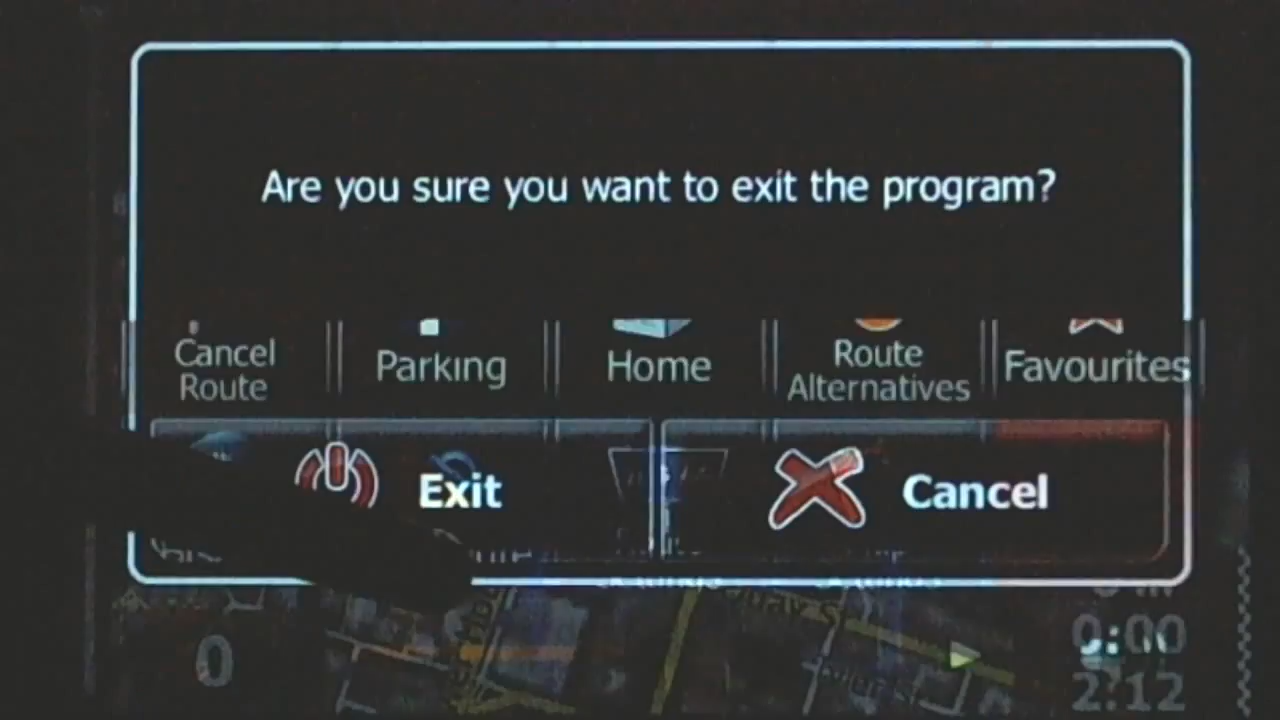 Are you sure you want to exit the program?
Cancel
Route
Parking
Home
Route
Alternatives
Favourites
Exit
Cancel
0
0:00
2:12